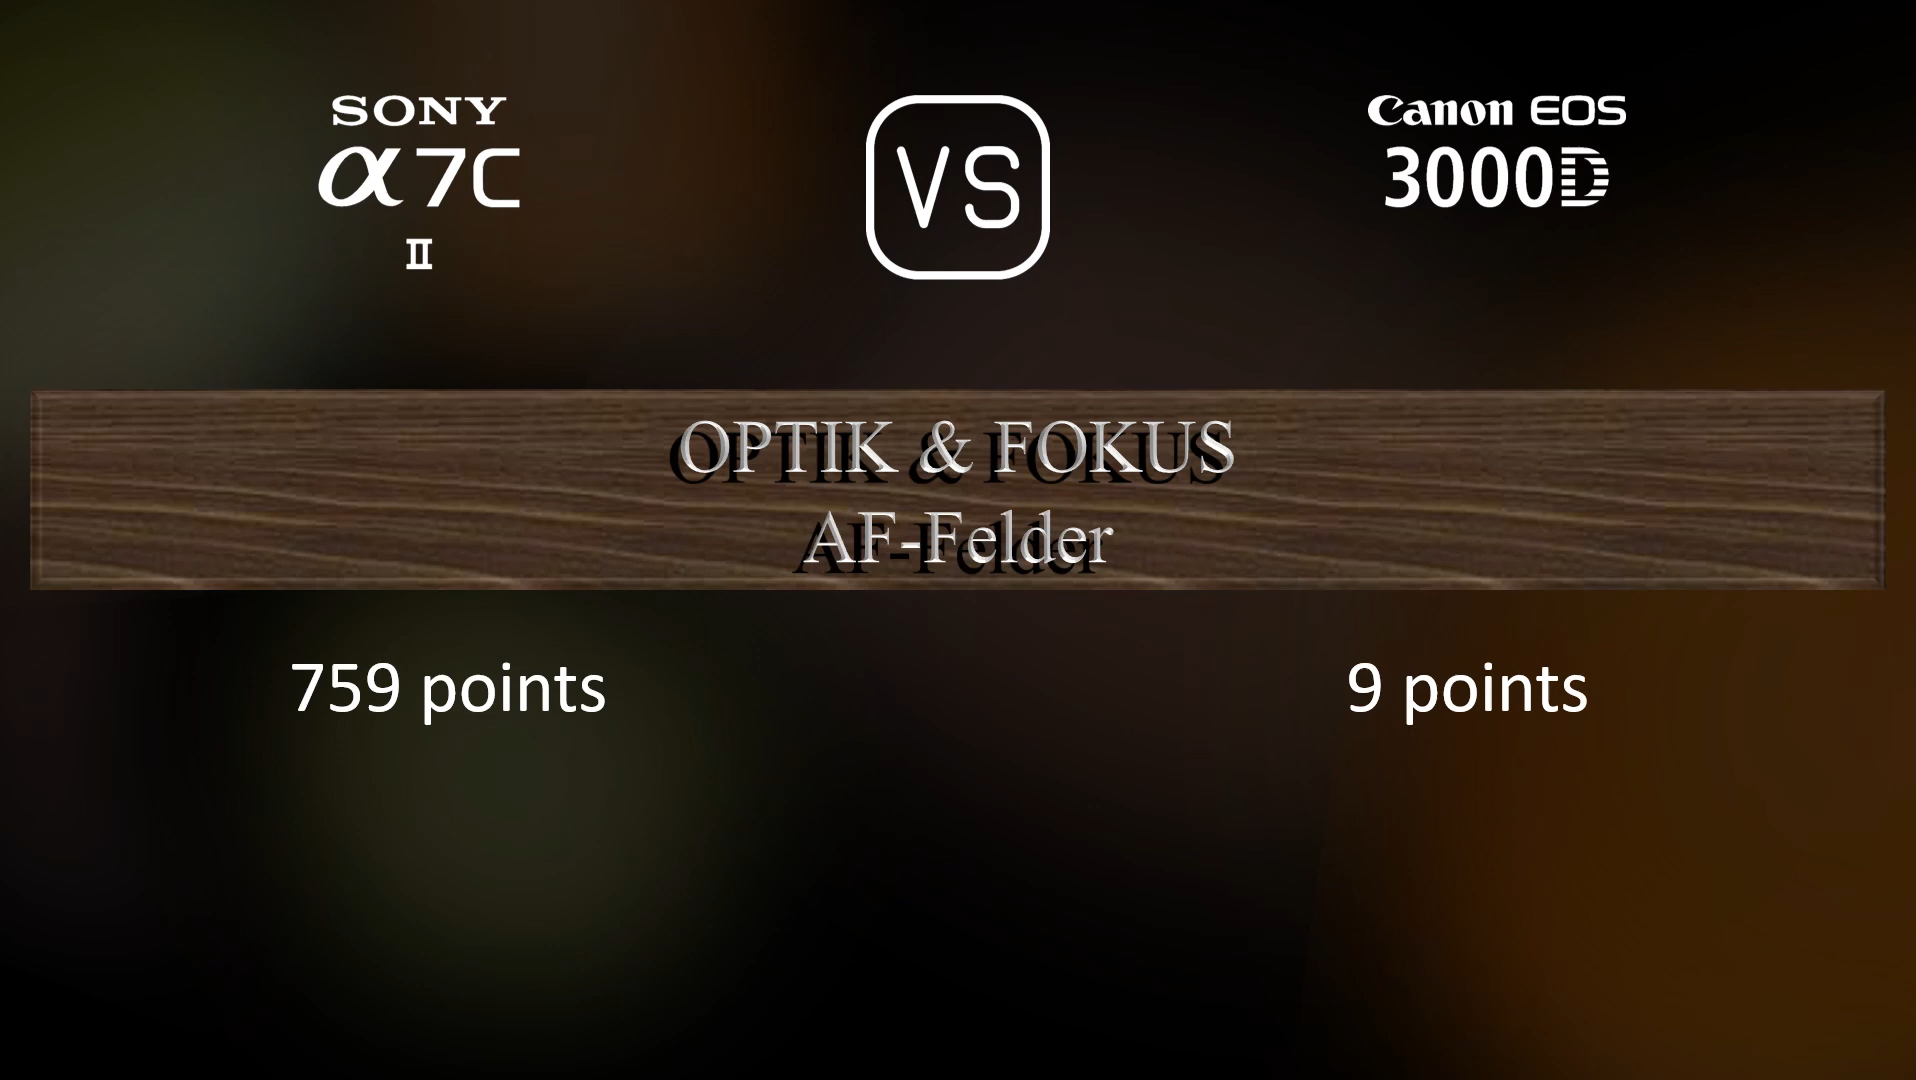 SONY
α7C
II
VS
Canon EOS
3000D
OPTIK & FOKUS
AF-Felder
759 points
9 points